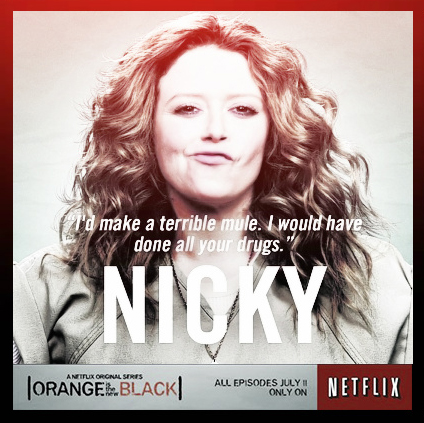 "I'd make a terrible mule. I would have
done all your drugs."
NICKY
A NETFLIX ORIGINAL SERIES
ORANGE is the new BLACK
ALL EPISODES JULY 11
ONLY ON
NETFLIX